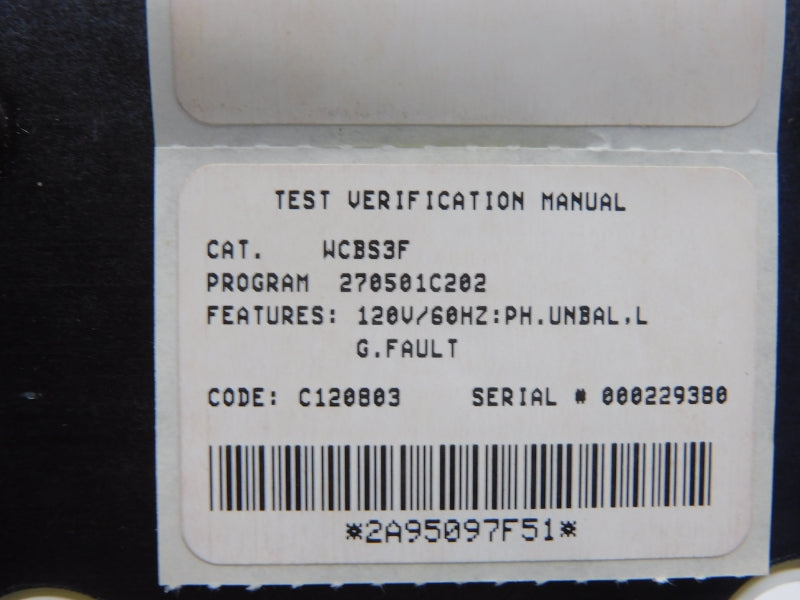 TEST VERIFICATION MANUAL
CAT. WCBS3F
PROGRAM 270501C202
FEATURES: 120V/60HZ:PH.UNBAL,L
G.FAULT
CODE: C120803 SERIAL # 000229380
*2A95097F51*